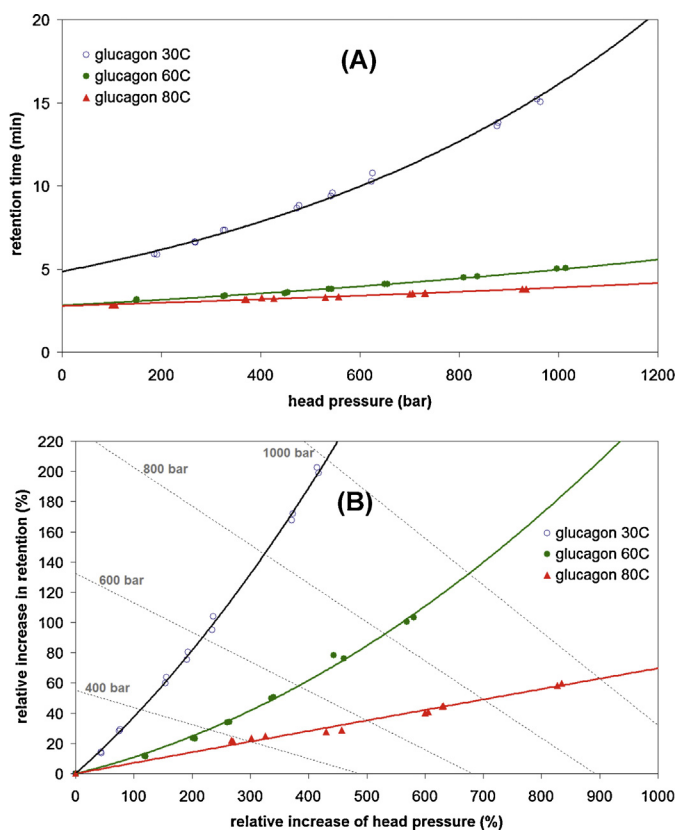 (A)
glucagon 30C
glucagon 60C
glucagon 80C
retention time (min)
20
15
10
5
0
0 200 400 600 800 1000 1200
head pressure (bar)
(B)
220
200
180
160
140
120
100
80
60
40
20
0
relative increase in retention (%)
1000 bar
800 bar
600 bar
400 bar
glucagon 30C
glucagon 60C
glucagon 80C
0 100 200 300 400 500 600 700 800 900 1000
relative increase of head pressure (%)